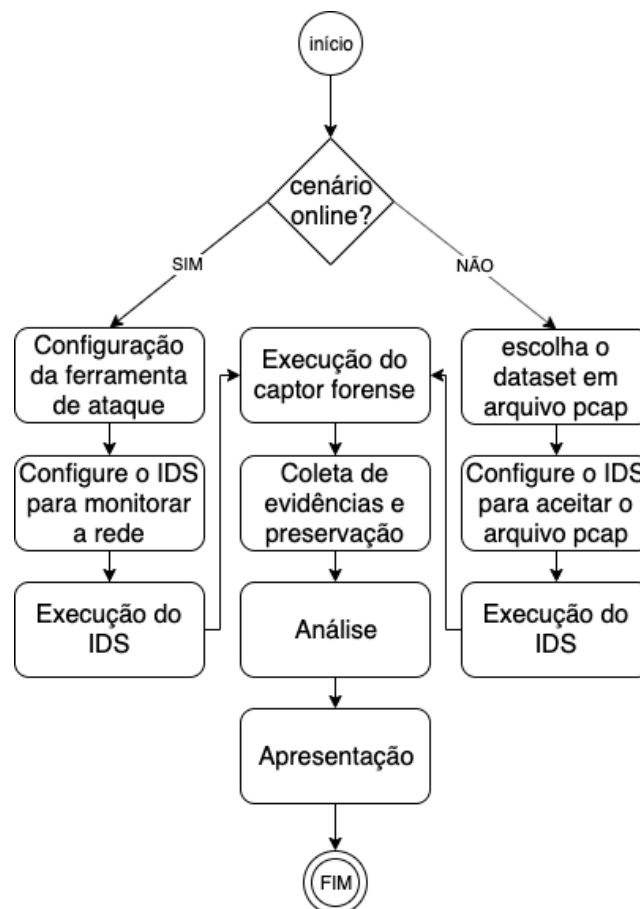 início
cenário
online?
SIM
NÃO
Configuração
da ferramenta
de ataque
Configure o IDS
para monitorar
a rede
Execução do
IDS
Execução do
captor forense
Coleta de
evidências e
preservação
Análise
Apresentação
escolha o
dataset em
arquivo pcap
Configure o IDS
para aceitar o
arquivo pcap
Execução do
IDS
FIM